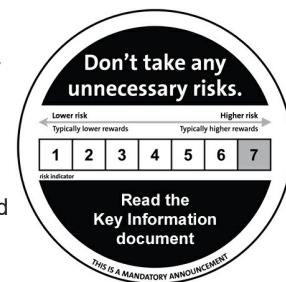 Don't take any
unnecessary risks.
Lower risk
Higher risk
Typically lower rewards
Typically higher rewards
1 2 3 4 5 6 7
risk indicator
Read the
Key Information
document
THIS IS A MANDATORY ANNOUNCEMENT